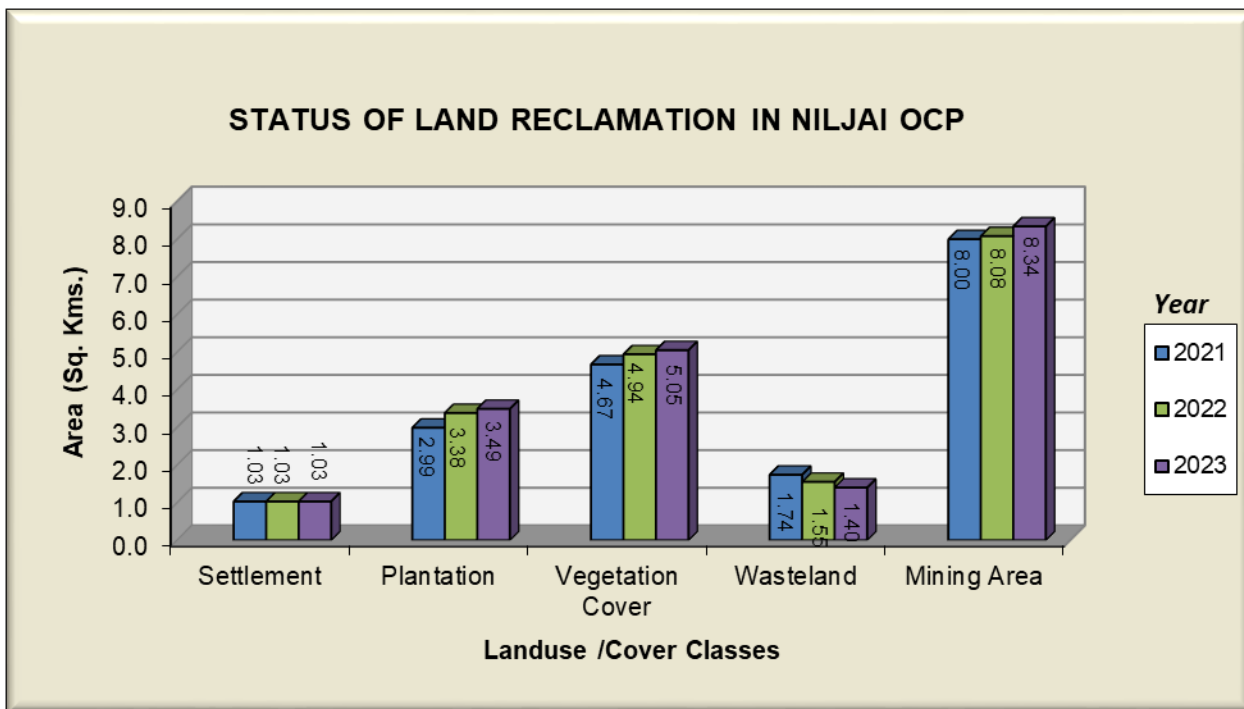 STATUS OF LAND RECLAMATION IN NILJAI OCP
Area (Sq. Kms.)
9.0
8.0
7.0
6.0
5.0
4.0
3.0
2.0
1.0
0.0
1.03
1.03
1.03
2.99
3.38
3.49
4.67
4.94
5.05
1.74
1.55
1.40
8.00
8.08
8.34
Settlement
Plantation
Vegetation
Cover
Wasteland
Mining Area
Landuse /Cover Classes
Year
2021
2022
2023